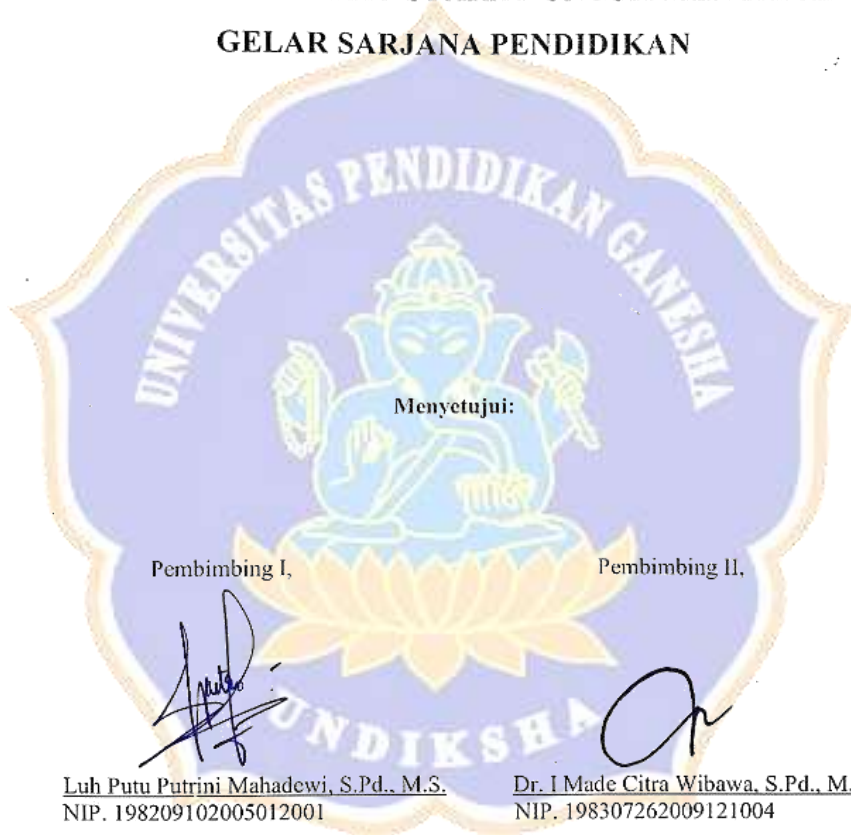 GELAR SARJANA PENDIDIKAN
UNIVERSITAS PENDIDIKAN GANESHA
Menyetujui:
Pembimbing I, Pembimbing II,
UNDIKSHA
Luh Putu Putrini Mahadewi, S.Pd., M.S. Dr. I Made Citra Wibawa, S.Pd., M.
NIP. 198209102005012001 NIP. 198307262009121004